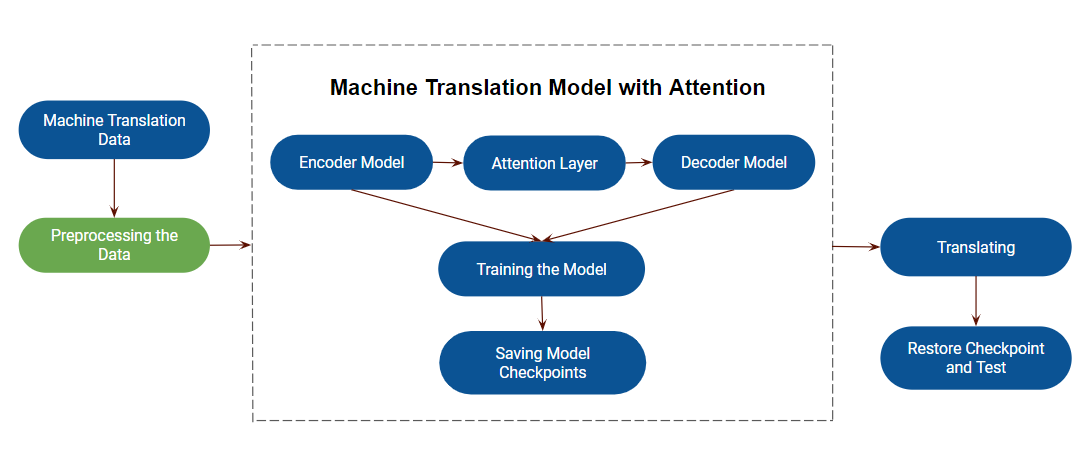 Machine Translation Model with Attention
Machine Translation
Data
Preprocessing the
Data
Encoder Model
Attention Layer
Decoder Model
Training the Model
Saving Model
Checkpoints
Translating
Restore Checkpoint
and Test